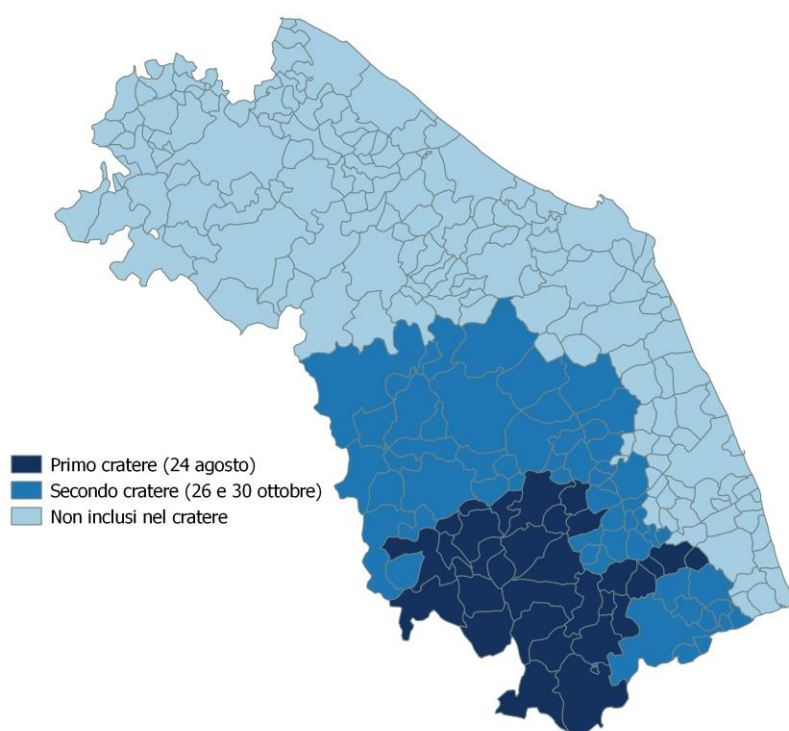 Primo cratere (24 agosto)
Secondo cratere (26 e 30 ottobre)
Non inclusi nel cratere